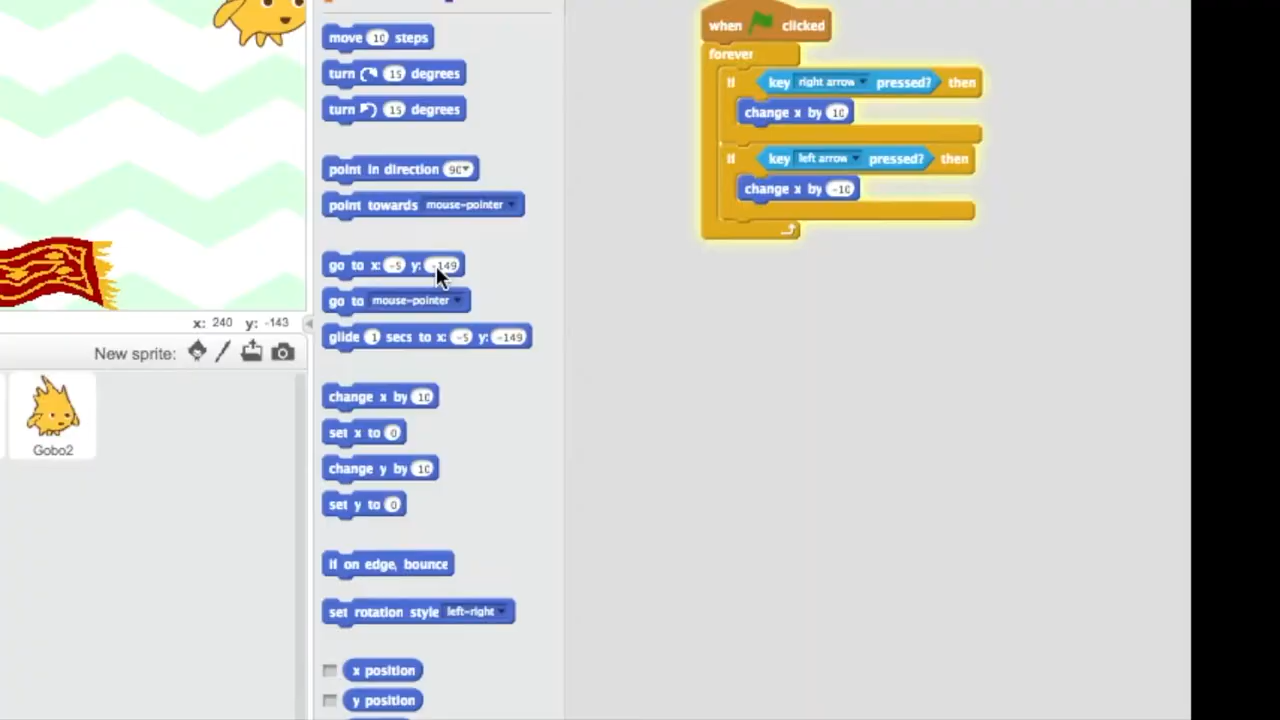 move 10 steps
turn 15 degrees
turn 15 degrees
point in direction 90
point towards mouse-pointer
go to x: -5 y: -149
go to mouse-pointer
glide 1 secs to x: -5 y: -149
change x by 10
set x to 0
change y by 10
set y to 0
if on edge, bounce
set rotation style left-right
x position
y position
when clicked
forever
if key right arrow pressed? then
change x by 10
if key left arrow pressed? then
change x by -10
x: 240 y: -143
New sprite:
Gobo2